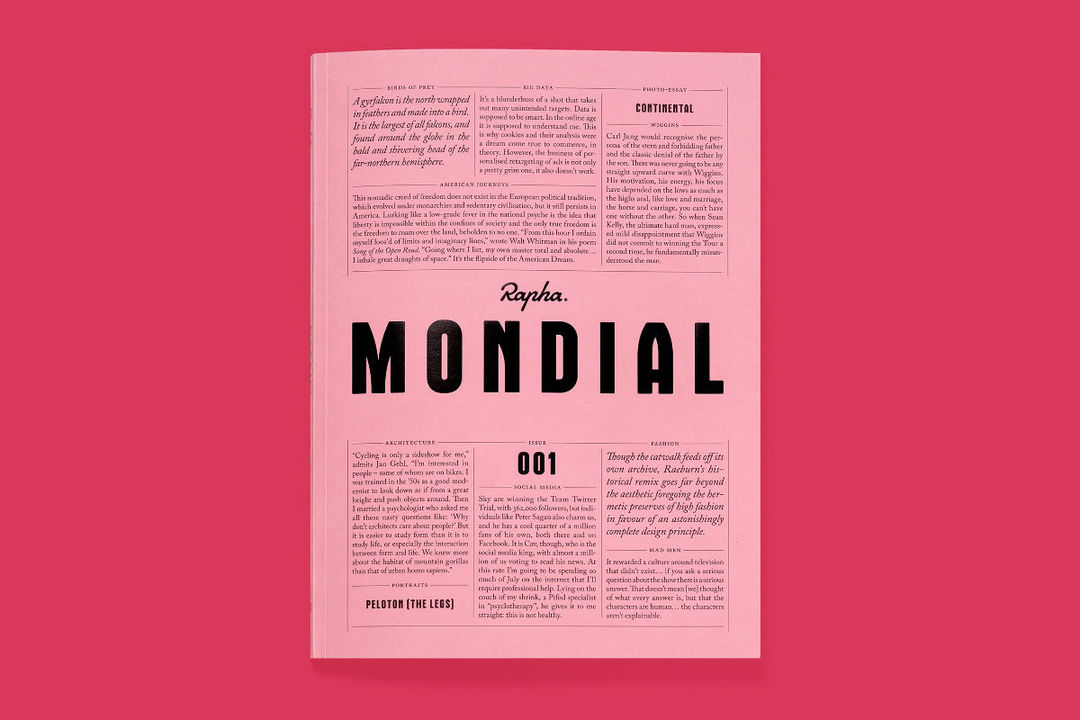 BIRDS OF PREY
A gyrfalcon is the north wrapped
in feathers and made into a bird.
It is the largest of all falcons, and
found around the globe in the
bald and shivering head of the
far-northern hemisphere.
BIG DATA
It's a blunderbuss of a shot that takes
out many unintended targets. Data is
supposed to be smart. In the online age
it is supposed to understand me. This
is why cookies and their analysis were
a dream come true to commence, in
theory. However, the business of per-
sonalised retargeting of ads is not only
a pretty grim one, it also doesn't work.
PHOTO-ESSAY
CONTINENTAL
WIGGINS
Carl Jung would recognise the per-
sona of the stern and forbidding father
and the classic denial of the father by
the son. There was never going to be any
straight upward curve with Wiggins.
His motivation, his energy, his focus
have depended on the lows as much as
the highs and, like love and marriage,
the horse and carriage, you can't have
one without the other. So when Sean
Kelly, the ultimate hard man, express-
ed mild disappointment that Wiggins
did not commit to winning the Tour a
second time, he fundamentally misun-
derstood the man.
AMERICAN JOURNEYS
This nomadic creed of freedom does not exist in the European political tradition,
which evolved under monarchies and sedentary civilisation, but it still persists in
America. Lurking like a low-grade fever in the national psyche is the idea that
liberty is impossible within the confines of society and the only true freedom is
the freedom to roam over the land, beholden to no one. "From this hour I ordain
myself loos'd of limits and imaginary lines," wrote Walt Whitman in his poem
Song of the Open Road. "Going where I list, my own master total and absolute...
I inhale great draughts of space." It's the flipside of the American Dream.
Rapha.
MONDIAL
ARCHITECTURE
"Cycling is only a sideshow for me,"
admits Jan Gehl, "I'm interested in
people – some of whom are on bikes. I
was trained in the '50s as a good mod-
ernist to look down as if from a great
height and push objects around. Then
I married a psychologist who asked me
all these nasty questions like: 'Why
don't architects care about people?' But
it is easier to study form than it is to
study life, or especially the interaction
between form and life. We knew more
about the habitat of mountain gorillas
than that of urban homo sapiens."
PORTRAITS
PELOTON (THE LEGS)
ISSUE
001
SOCIAL MEDIA
Sky are winning the Team Twitter
Trial, with 362,000 followers, but indi-
viduals like Peter Sagan also charm us,
and he has a cool quarter of a million
fans of his own, both there and on
Facebook. It is Cav, though, who is the
social media king, with almost a mill-
ion of us voting to read his news. At
this rate I'm going to be spending so
much of July on the internet that I'll
require professional help. Lying on the
couch of my shrink, a Pifod specialist
in "psyclotherapy", he gives it to me
straight: this is not healthy.
FASHION
Though the catwalk feeds off its
own archive, Raeburn's his-
torical remix goes far beyond
the aesthetic foregoing the her-
metic preserves of high fashion
in favour of an astonishingly
complete design principle.
MAD MEN
It rewarded a culture around television
that didn't exist... if you ask a serious
question about the show there is a serious
answer. That doesn't mean [we] thought
of what every answer is, but that the
characters are human... the characters
aren't explainable.